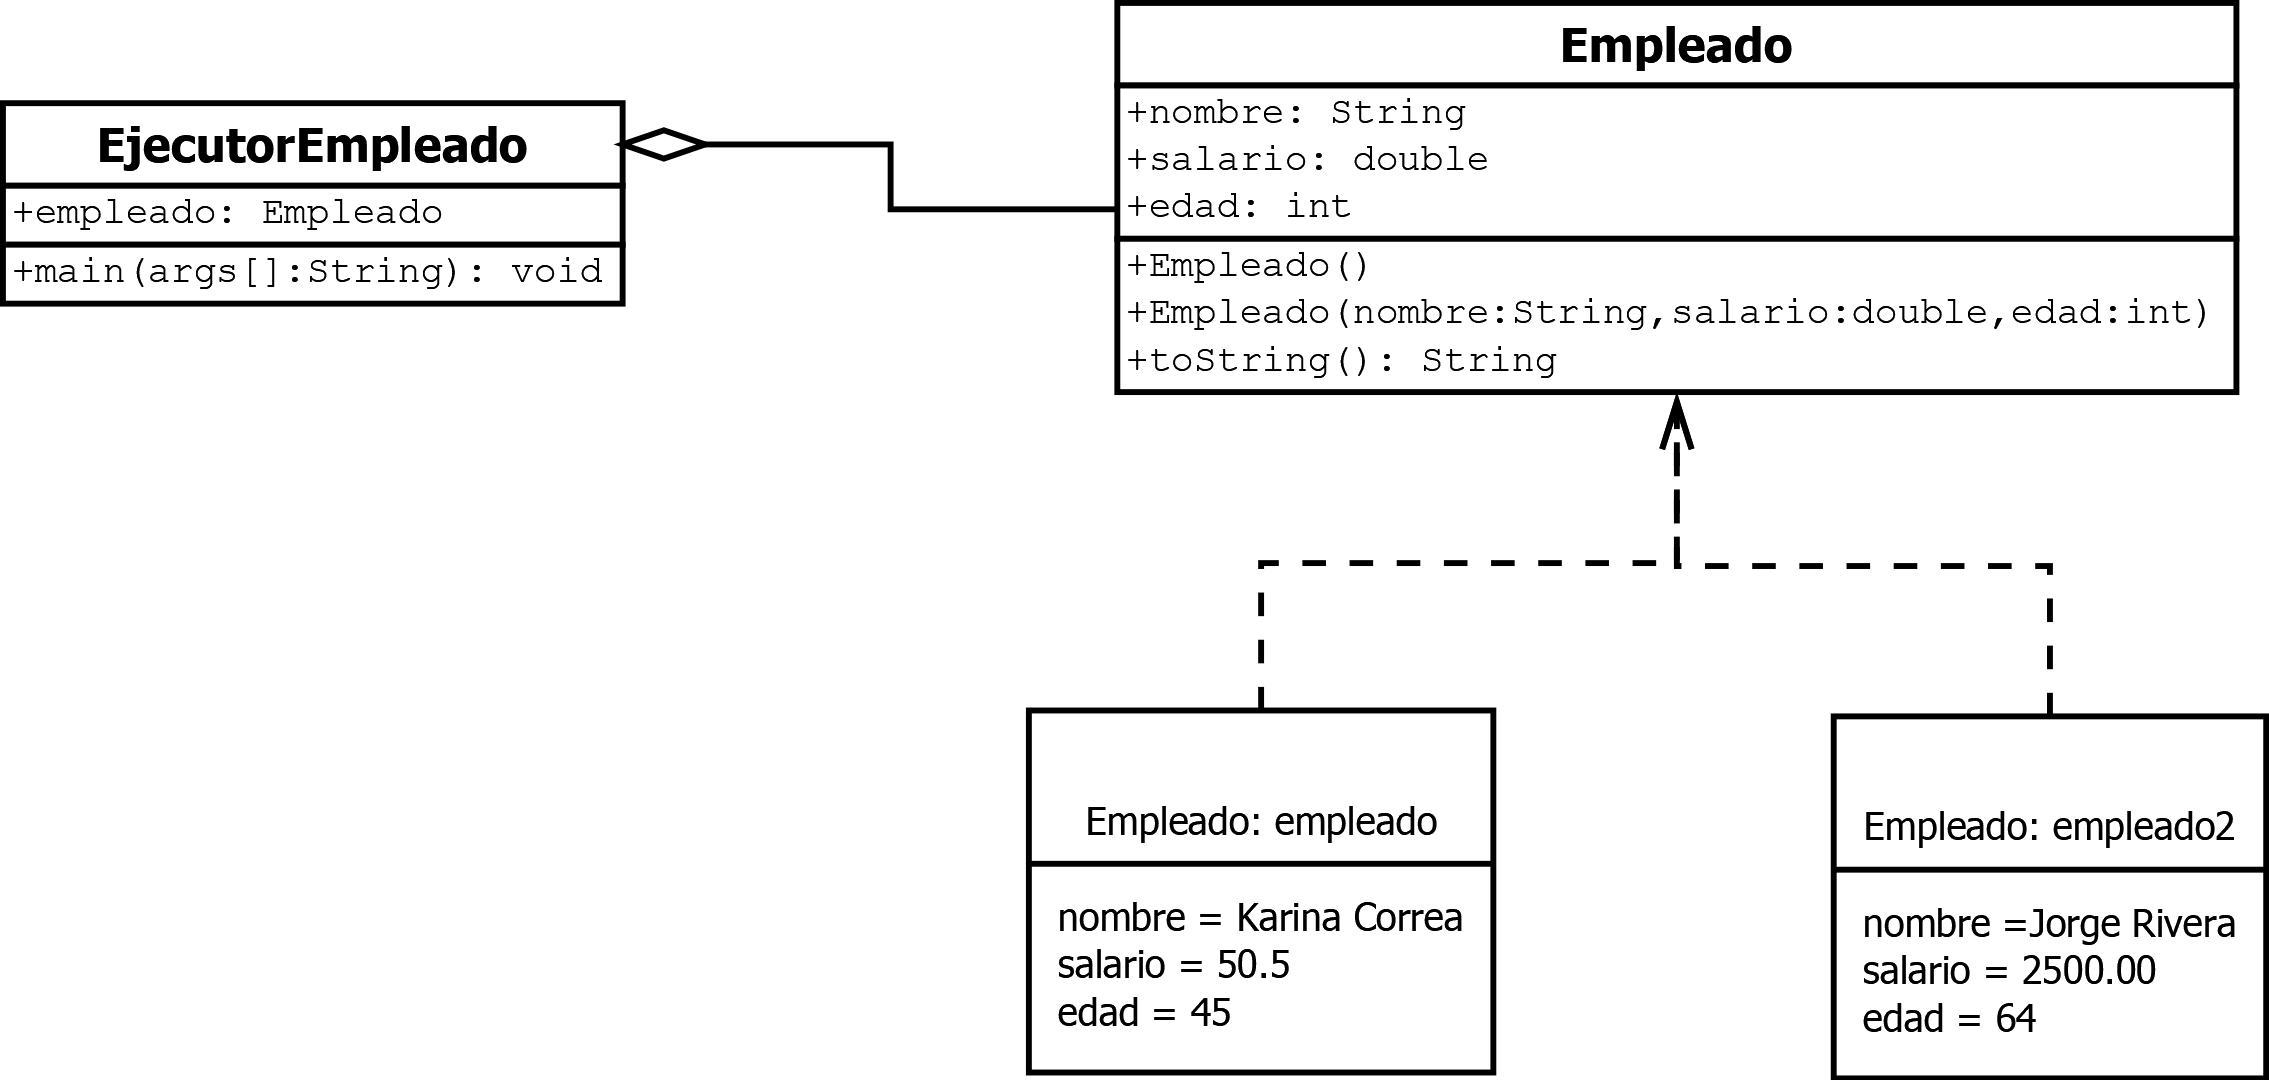 EjecutorEmpleado
+empleado: Empleado
+main(args[]:String): void
Empleado
+nombre: String
+salario: double
+edad: int
+Empleado()
+Empleado(nombre:String,salario:double,edad:int)
+toString(): String
Empleado: empleado
nombre = Karina Correa
salario = 50.5
edad = 45
Empleado: empleado2
nombre =Jorge Rivera
salario = 2500.00
edad = 64